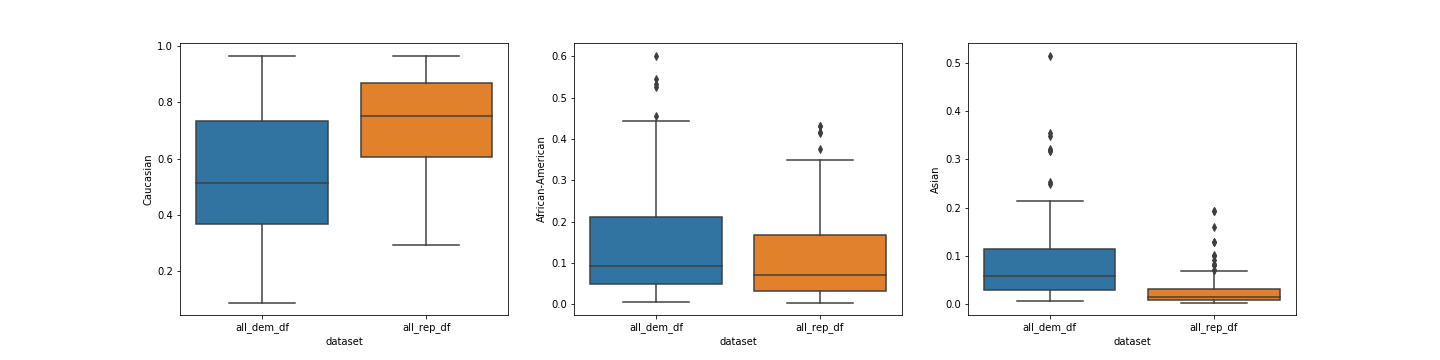 1.0
0.8
0.6
0.4
0.2
Caucasian
all_dem_df
all_rep_df
dataset
0.6
0.5
0.4
0.3
0.2
0.1
0.0
African-American
all_dem_df
all_rep_df
dataset
0.5
0.4
0.3
0.2
0.1
0.0
Asian
all_dem_df
all_rep_df
dataset